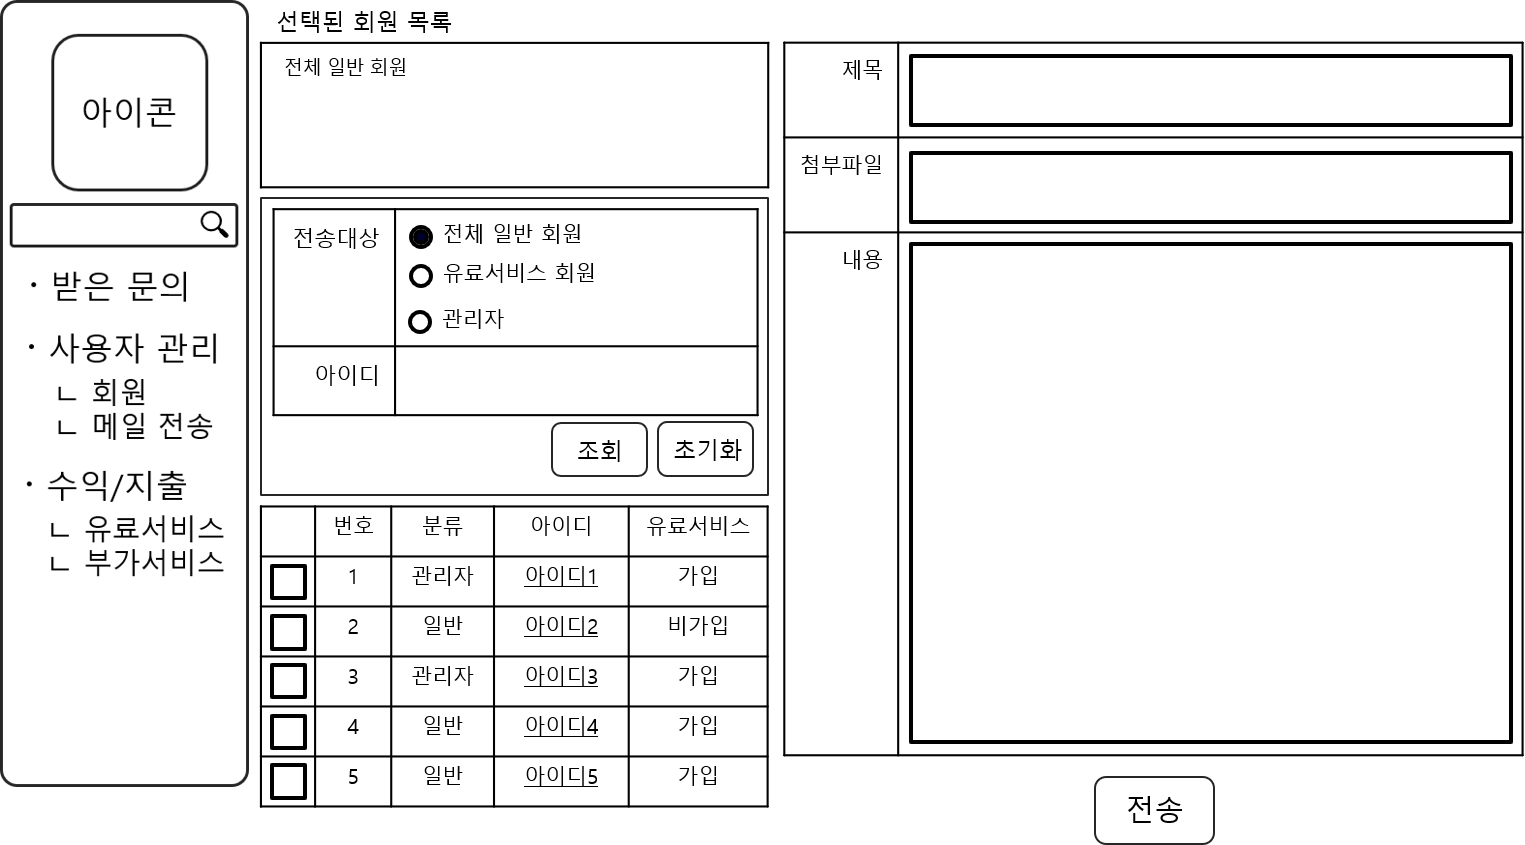 아이콘
· 받은 문의
· 사용자 관리
ㄴ 회원
ㄴ 메일 전송
· 수익/지출
ㄴ 유료서비스
ㄴ 부가서비스
선택된 회원 목록
전체 일반 회원
전송대상
전체 일반 회원
유료서비스 회원
관리자
아이디
조회 초기화
번호 분류 아이디 유료서비스
1 관리자 아이디1 가입
2 일반 아이디2 비가입
3 관리자 아이디3 가입
4 일반 아이디4 가입
5 일반 아이디5 가입
제목
첨부파일
내용
전송